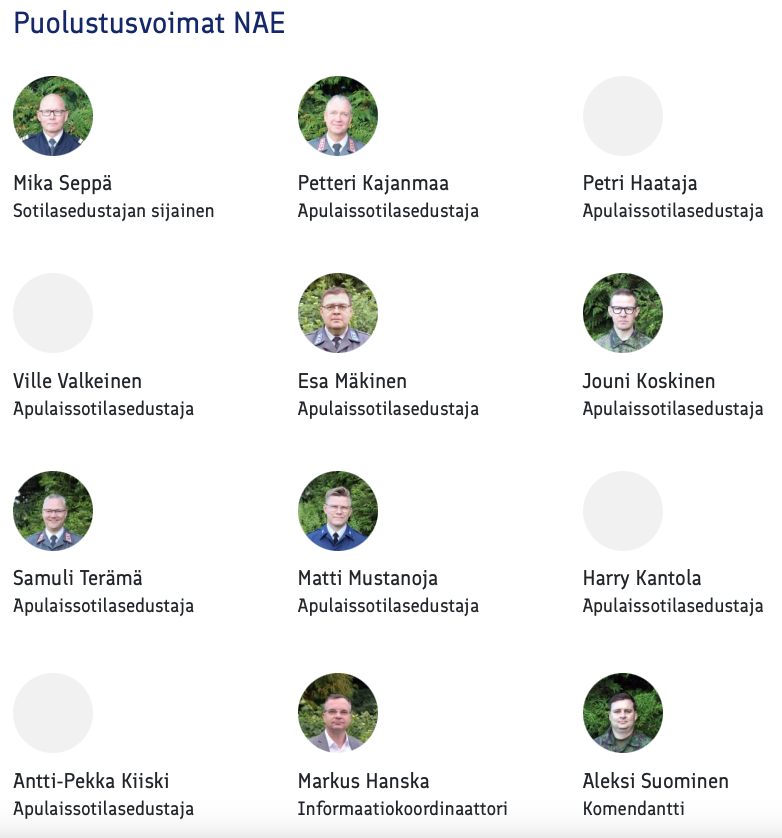 Puolustusvoimat NAE
Mika Seppä
Sotilasedustajan sijainen
Petteri Kajanmaa
Apulaissotilasedustaja
Petri Haataja
Apulaissotilasedustaja
Ville Valkeinen
Apulaissotilasedustaja
Esa Mäkinen
Apulaissotilasedustaja
Jouni Koskinen
Apulaissotilasedustaja
Samuli Terämä
Apulaissotilasedustaja
Matti Mustanoja
Apulaissotilasedustaja
Harry Kantola
Apulaissotilasedustaja
Antti-Pekka Kiiski
Apulaissotilasedustaja
Markus Hanska
Informaatiokoordinaattori
Aleksi Suominen
Komendantti